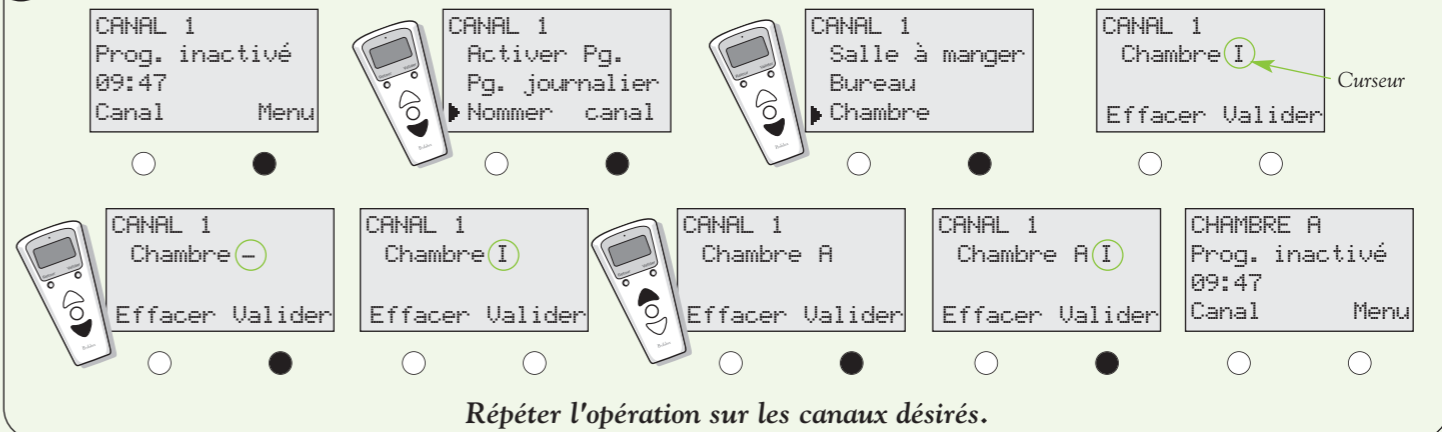 CANAL 1
Prog. inactivé
09:47
Canal Menu
CANAL 1
Activer Pg.
Pg. journalier
Nommer canal
CANAL 1
Salle à manger
Bureau
Chambre
CANAL 1
Chambre I
Effacer Valider
Curseur
CANAL 1
Chambre –
Effacer Valider
CANAL 1
Chambre I
Effacer Valider
CANAL 1
Chambre A
Effacer Valider
CANAL 1
Chambre A I
Effacer Valider
CHAMBRE A
Prog. inactivé
09:47
Canal Menu
Répéter l'opération sur les canaux désirés.